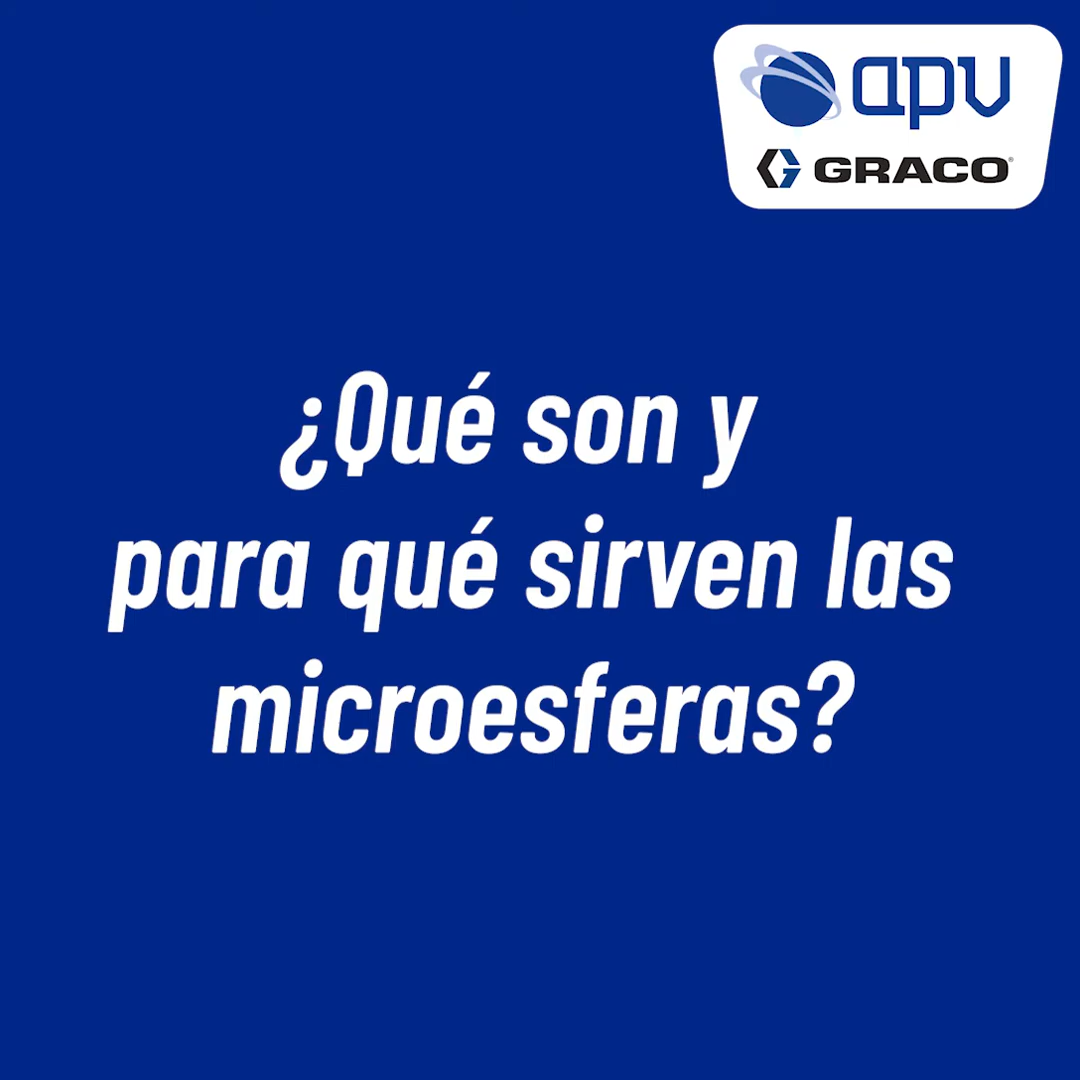 apv
GRACO®
¿Qué son y
para qué sirven las
microesferas?